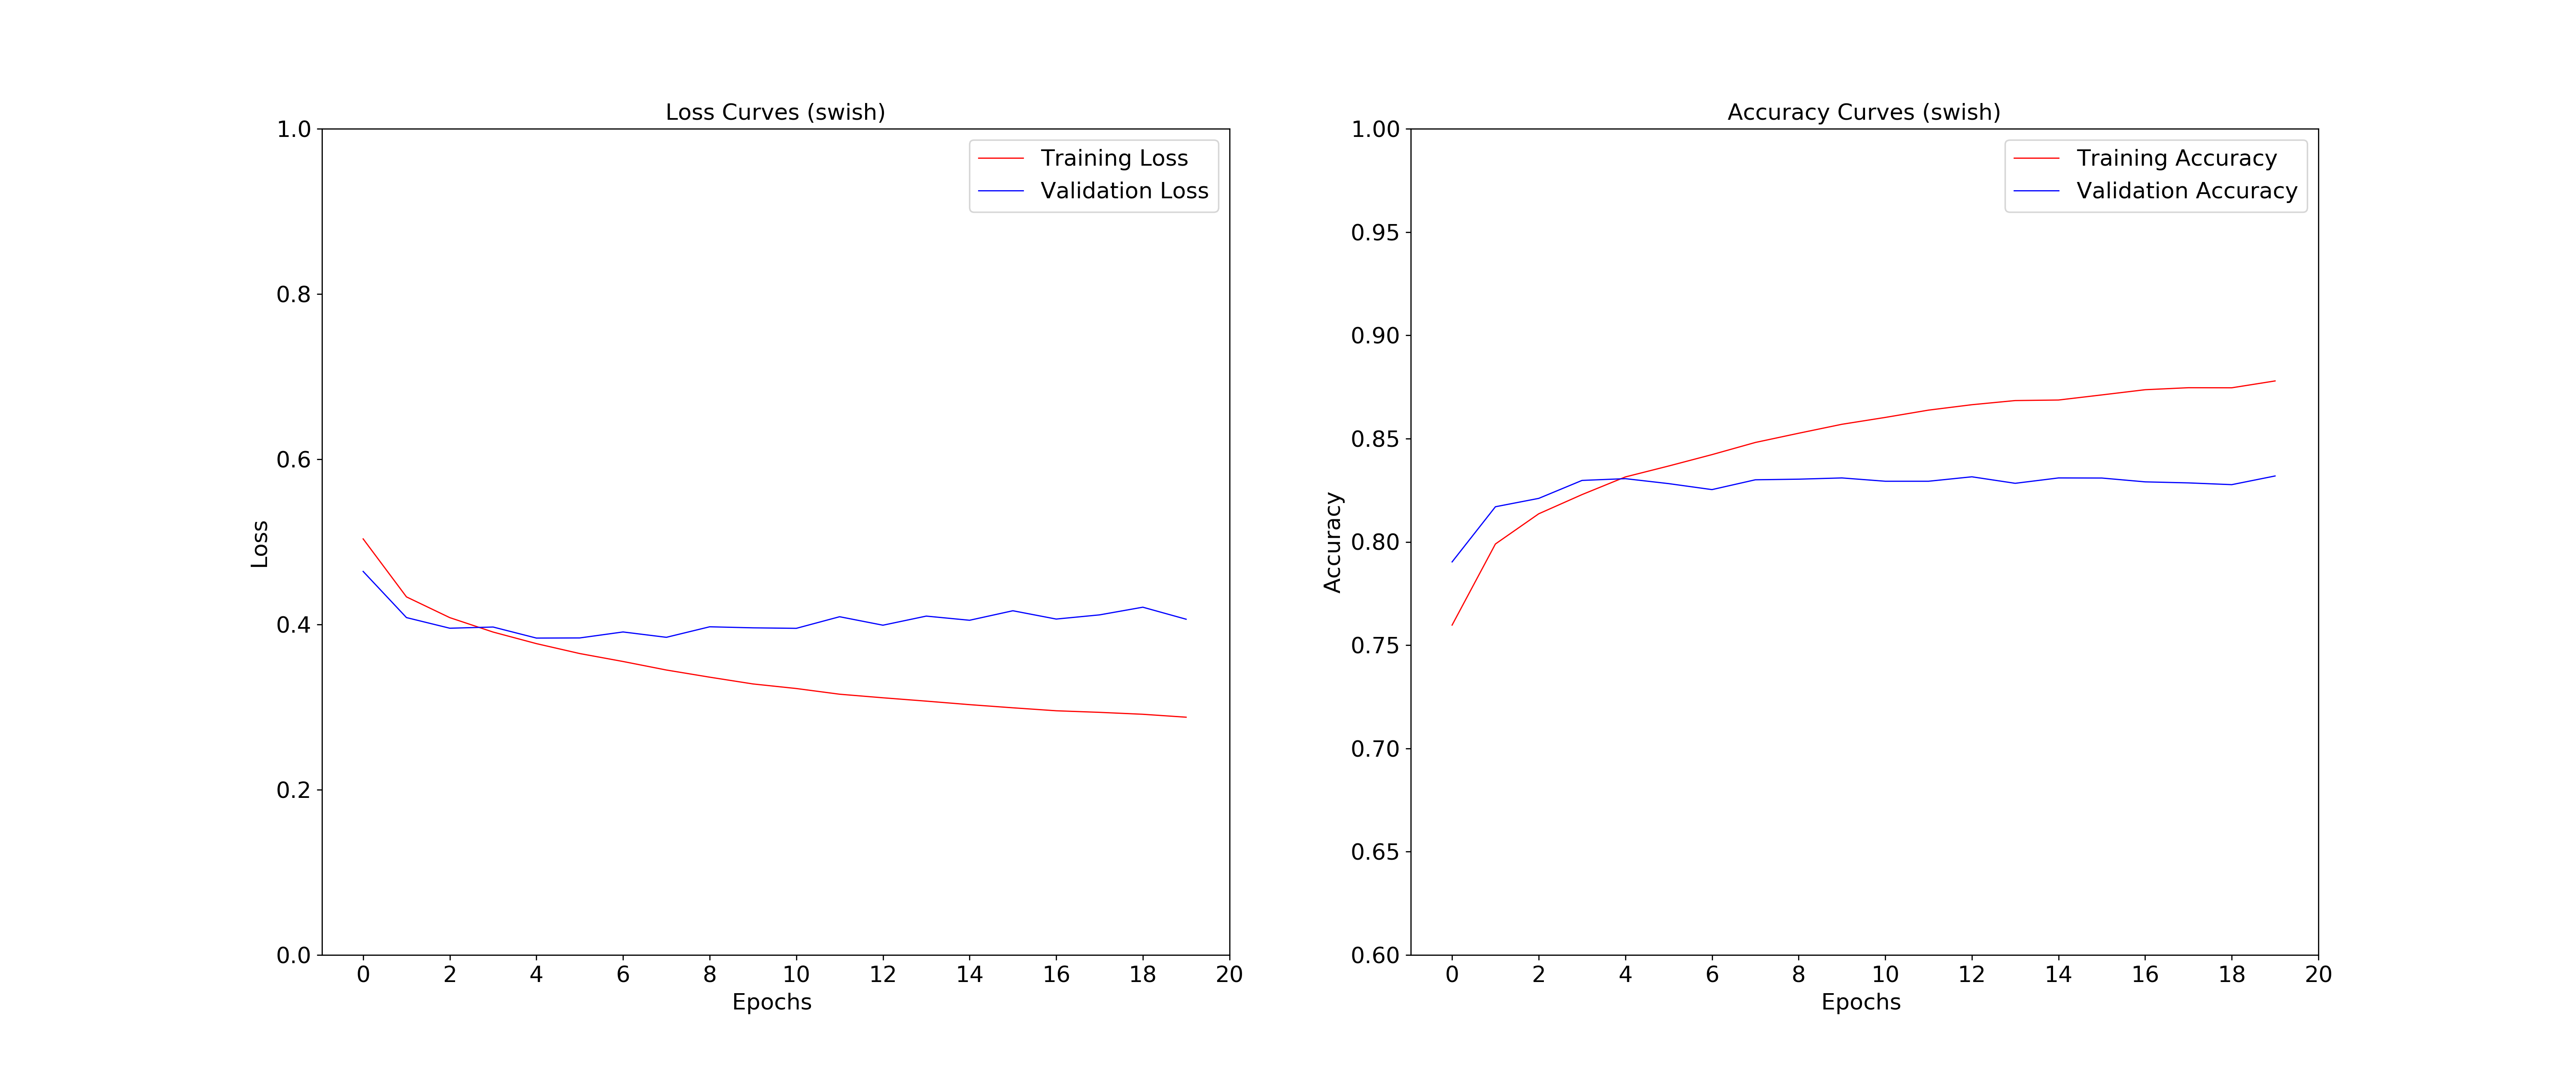 Loss Curves (swish)
1.0
0.8
0.6
0.4
0.2
0.0
Loss
Training Loss
Validation Loss
0 2 4 6 8 10 12 14 16 18 20
Epochs
Accuracy Curves (swish)
1.00
0.95
0.90
0.85
0.80
0.75
0.70
0.65
0.60
Accuracy
Training Accuracy
Validation Accuracy
0 2 4 6 8 10 12 14 16 18 20
Epochs